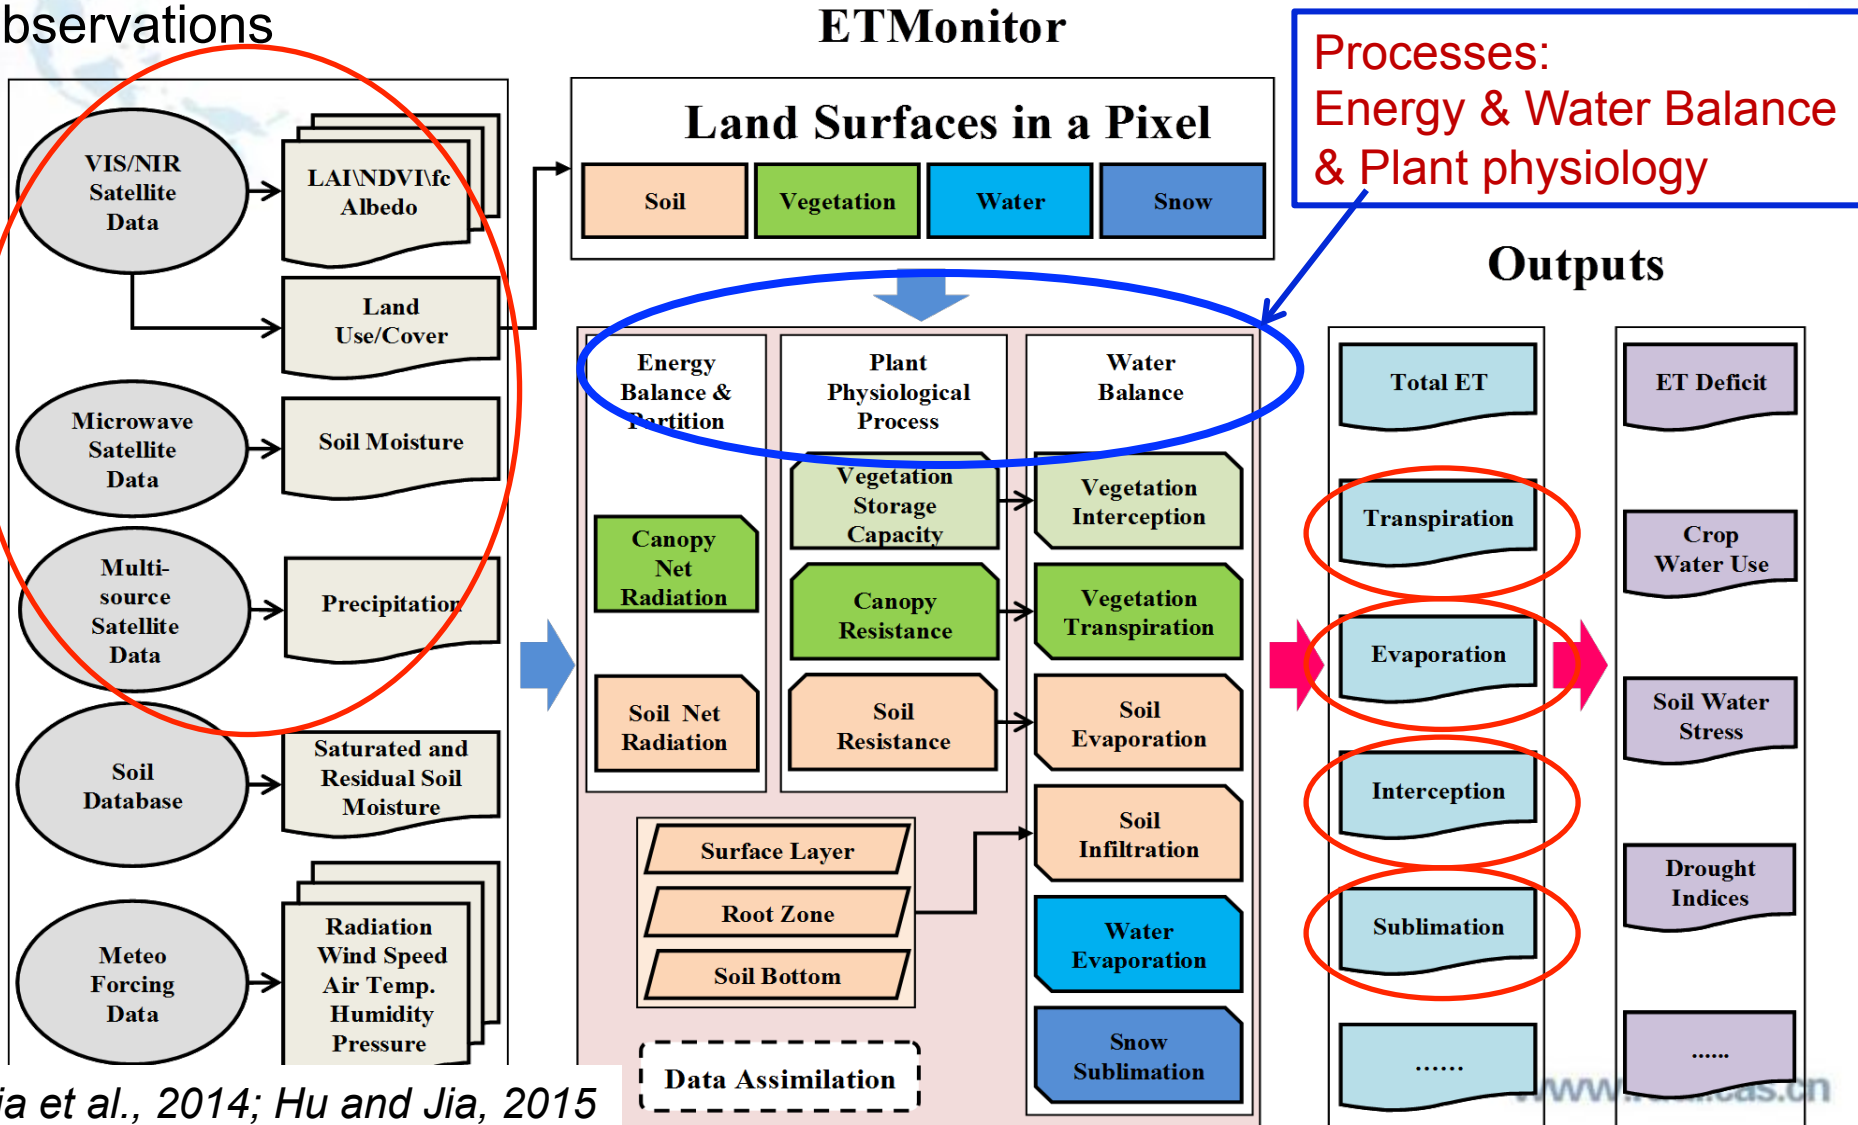 bservations
ETMonitor
Processes:
Energy & Water Balance
& Plant physiology
Land Surfaces in a Pixel
Soil
Vegetation
Water
Snow
VIS/NIR
Satellite
Data
LAI\NDVI\fc
Albedo
Land
Use/Cover
Microwave
Satellite
Data
Soil Moisture
Multi-
source
Satellite
Data
Precipitation
Soil
Database
Saturated and
Residual Soil
Moisture
Meteo
Forcing
Data
Radiation
Wind Speed
Air Temp.
Humidity
Pressure
Energy
Balance &
Partition
Canopy
Net
Radiation
Soil Net
Radiation
Plant
Physiological
Process
Vegetation
Storage
Capacity
Canopy
Resistance
Soil
Resistance
Water
Balance
Vegetation
Interception
Vegetation
Transpiration
Soil
Evaporation
Soil
Infiltration
Water
Evaporation
Snow
Sublimation
Surface Layer
Root Zone
Soil Bottom
Data Assimilation
Outputs
Total ET
Transpiration
Evaporation
Interception
Sublimation
......
ET Deficit
Crop
Water Use
Soil Water
Stress
Drought
Indices
......
ia et al., 2014; Hu and Jia, 2015